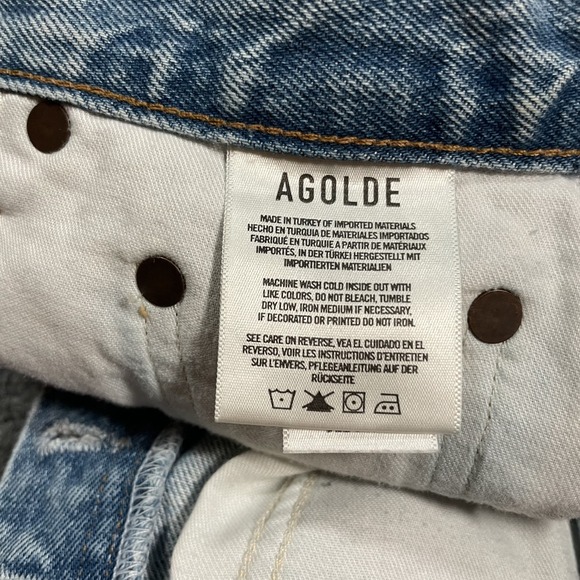 AGOLDE
MADE IN TURKEY OF IMPORTED MATERIALS
HECHO EN TURQUIA DE MATERIALES IMPORTADOS
FABRIQUÉ EN TURQUIE A PARTIR DE MATÉRIAUX
IMPORTÉS, IN DER TÜRKEI HERGESTELLT MIT
IMPORTIERTEN MATERIALIEN
MACHINE WASH COLD INSIDE OUT WITH
LIKE COLORS, DO NOT BLEACH, TUMBLE
DRY LOW, IRON MEDIUM IF NECESSARY,
IF DECORATED OR PRINTED DO NOT IRON.
SEE CARE ON REVERSE, VEA EL CUIDADO EN EL
REVERSO, VOIR LES INSTRUCTIONS D'ENTRETIEN
SUR L'ENVERS, PFLEGEANLEITUNG AUF DER
RÜCKSEITE